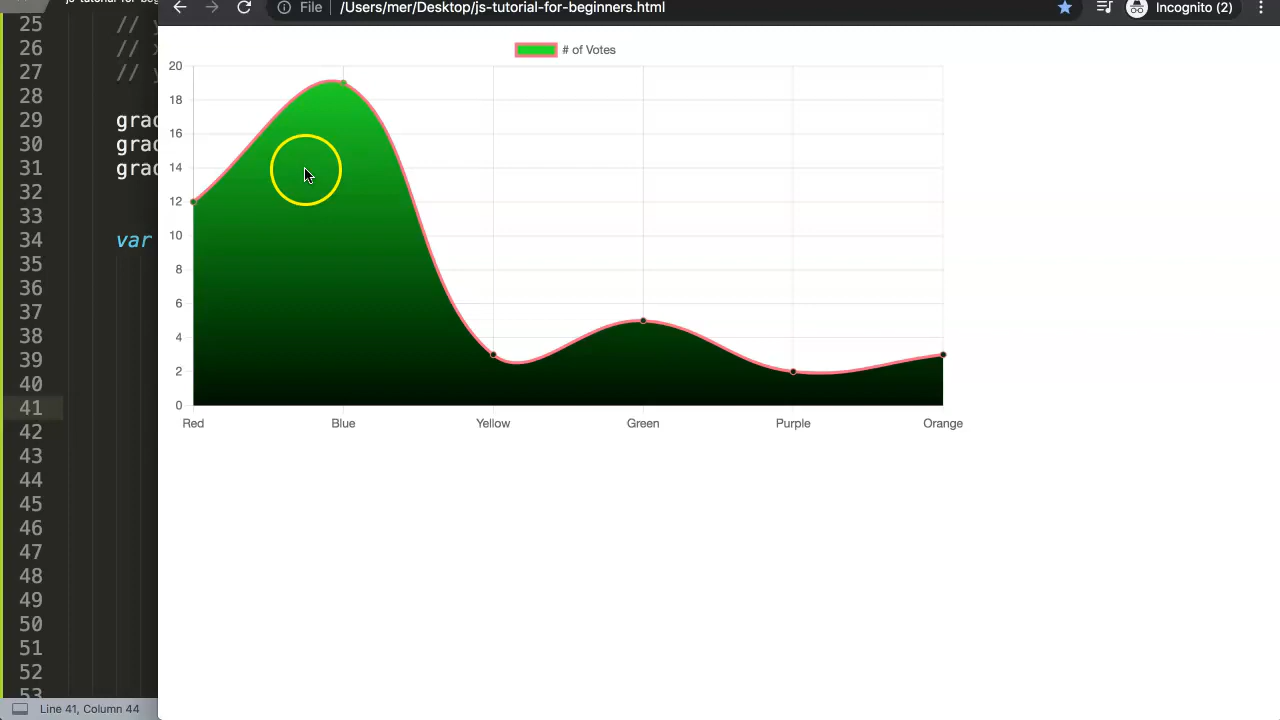 js-tutorial-for-beg
File
/Users/mer/Desktop/js-tutorial-for-beginners.html
Incognito (2)
25 // y
26 // x
27 // y
28
29 grad
30 grad
31 grad
32
33
34 var
35
36
37
38
39
40
41
42
43
44
45
46
47
48
49
50
51
52
53
Line 41, Column 44
# of Votes
20
18
16
14
12
10
8
6
4
2
0
Red Blue Yellow Green Purple Orange